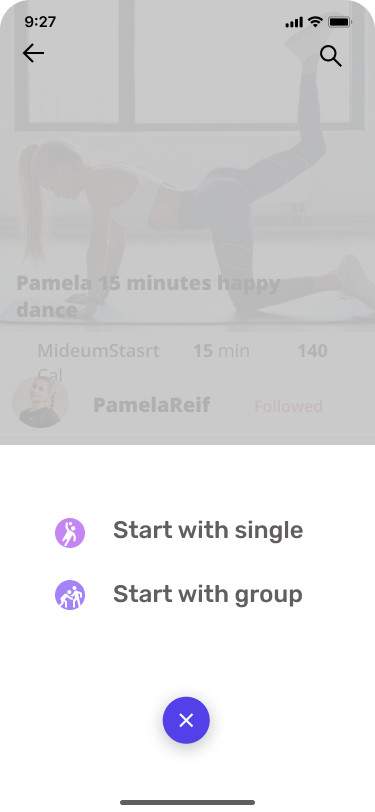 9:27
Pamela 15 minutes happy
dance
MideumStasrt 15 min 140
Cal
PamelaReif Followed
Start with single
Start with group